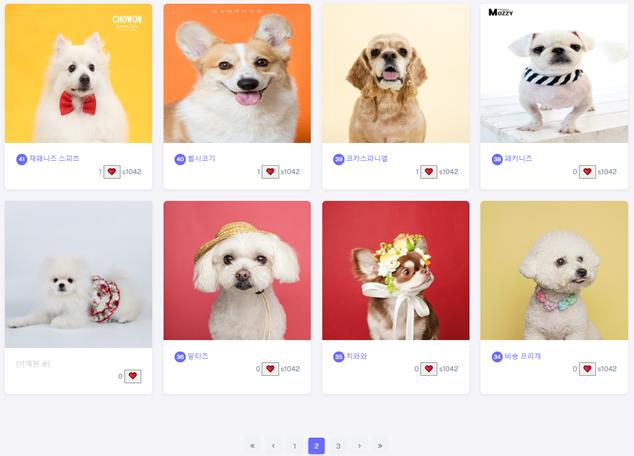 CHOWON
MOZZY
41 재패니즈 스피츠
1 s1042
40 웰시코기
1 s1042
39 코카스파니엘
1 s1042
38 페키니즈
0 s1042
[삭제된 글]
0
36 말티즈
0 s1042
35 치와와
0 s1042
34 비숑 프리제
0 s1042
« ‹ 1 2 3 › »